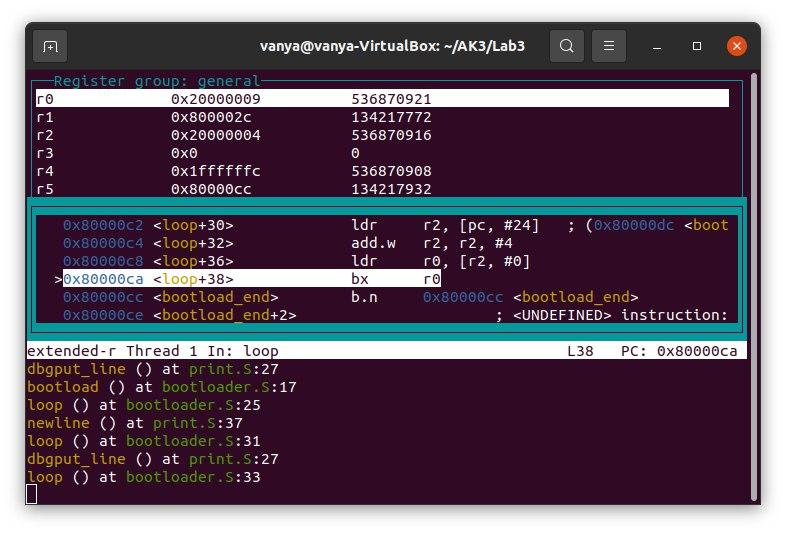 vanya@vanya-VirtualBox: ~/AK3/Lab3
Register group: general
r0 0x20000009 536870921
r1 0x800002c 134217772
r2 0x20000004 536870916
r3 0x0 0
r4 0x1ffffffc 536870908
r5 0x80000cc 134217932
0x80000c2 <loop+30> ldr r2, [pc, #24] ; (0x80000dc <boot
0x80000c4 <loop+32> add.w r2, r2, #4
0x80000c8 <loop+36> ldr r0, [r2, #0]
>0x80000ca <loop+38> bx r0
0x80000cc <bootload_end> b.n 0x80000cc <bootload_end>
0x80000ce <bootload_end+2> ; <UNDEFINED> instruction:
extended-r Thread 1 In: loop L38 PC: 0x80000ca
dbgput_line () at print.S:27
bootload () at bootloader.S:17
loop () at bootloader.S:25
newline () at print.S:37
loop () at bootloader.S:31
dbgput_line () at print.S:27
loop () at bootloader.S:33